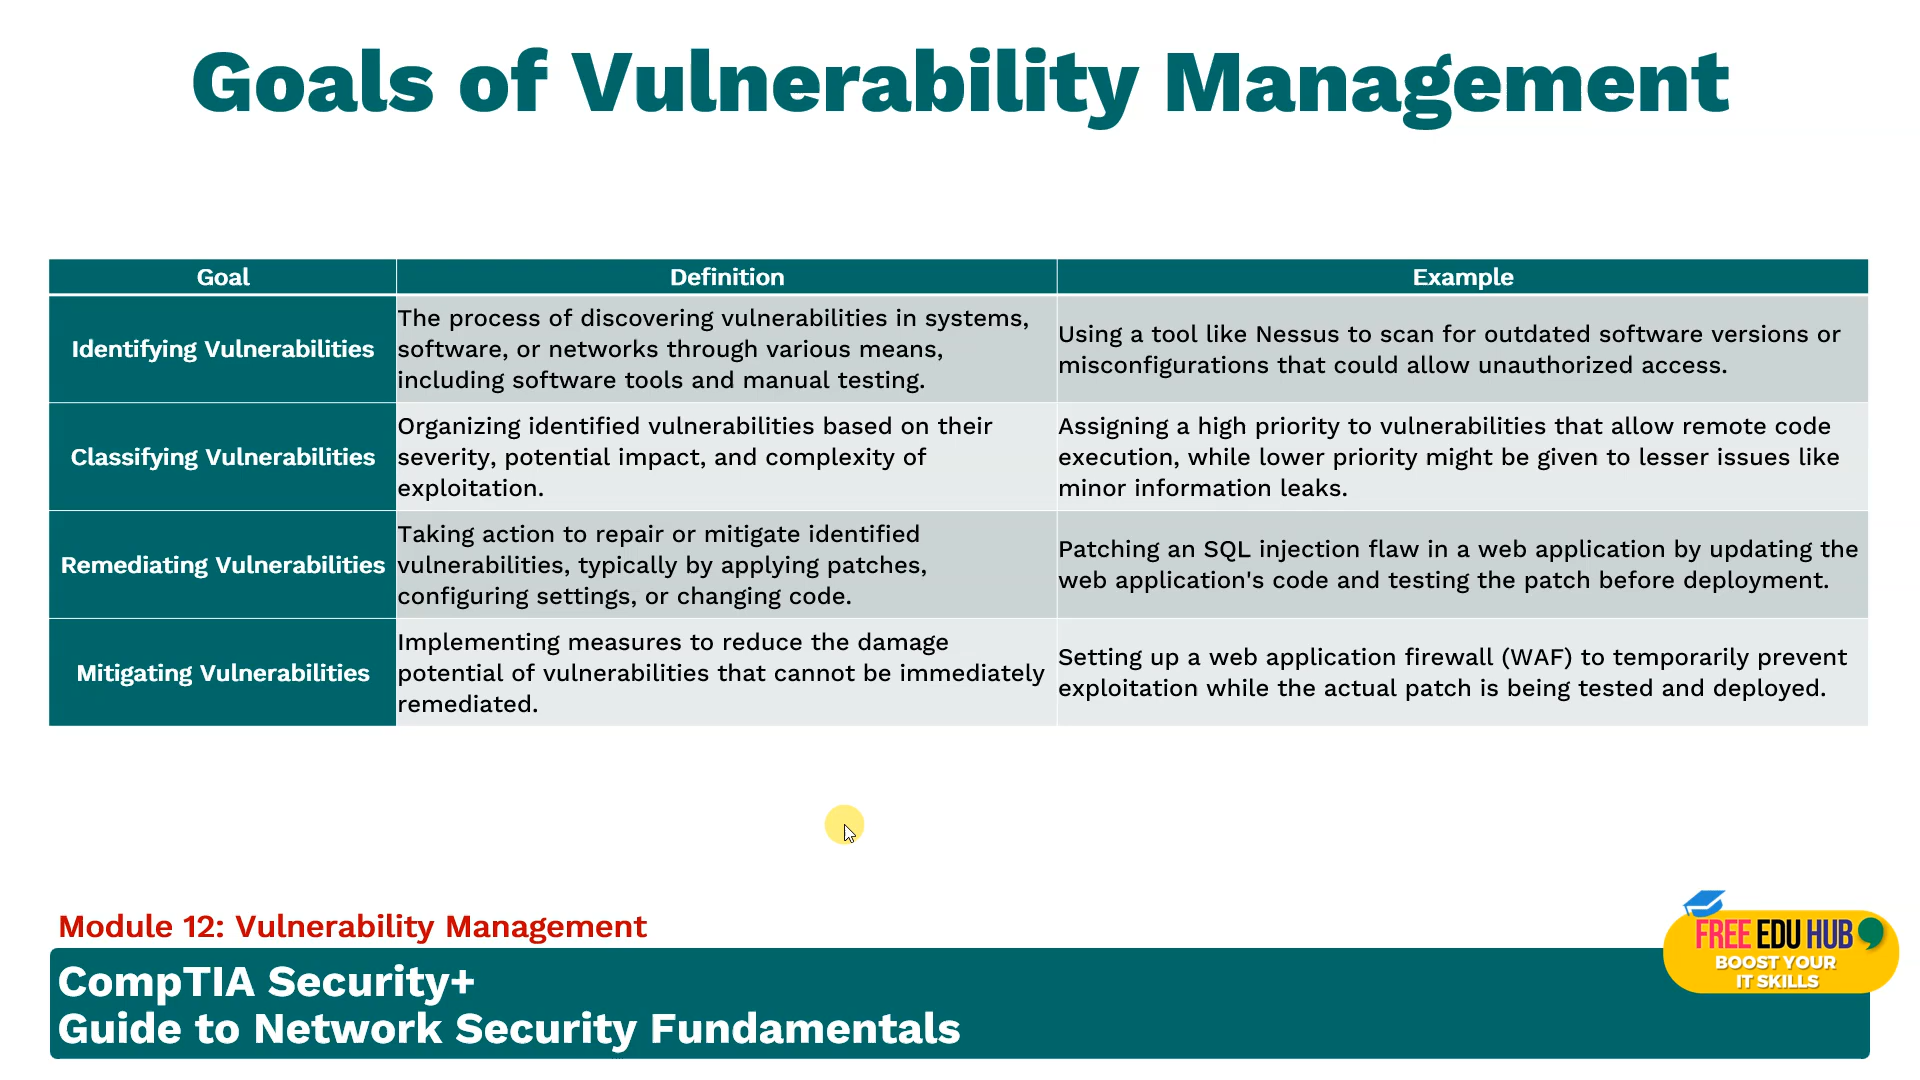 Goals of Vulnerability Management
Goal
Definition
Example
Identifying Vulnerabilities
The process of discovering vulnerabilities in systems,
software, or networks through various means,
including software tools and manual testing.
Using a tool like Nessus to scan for outdated software versions or
misconfigurations that could allow unauthorized access.
Classifying Vulnerabilities
Organizing identified vulnerabilities based on their
severity, potential impact, and complexity of
exploitation.
Assigning a high priority to vulnerabilities that allow remote code
execution, while lower priority might be given to lesser issues like
minor information leaks.
Remediating Vulnerabilities
Taking action to repair or mitigate identified
vulnerabilities, typically by applying patches,
configuring settings, or changing code.
Patching an SQL injection flaw in a web application by updating the
web application's code and testing the patch before deployment.
Mitigating Vulnerabilities
Implementing measures to reduce the damage
potential of vulnerabilities that cannot be immediately
remediated.
Setting up a web application firewall (WAF) to temporarily prevent
exploitation while the actual patch is being tested and deployed.
Module 12: Vulnerability Management
CompTIA Security+
Guide to Network Security Fundamentals
FREE EDU HUB
BOOST YOUR
IT SKILLS